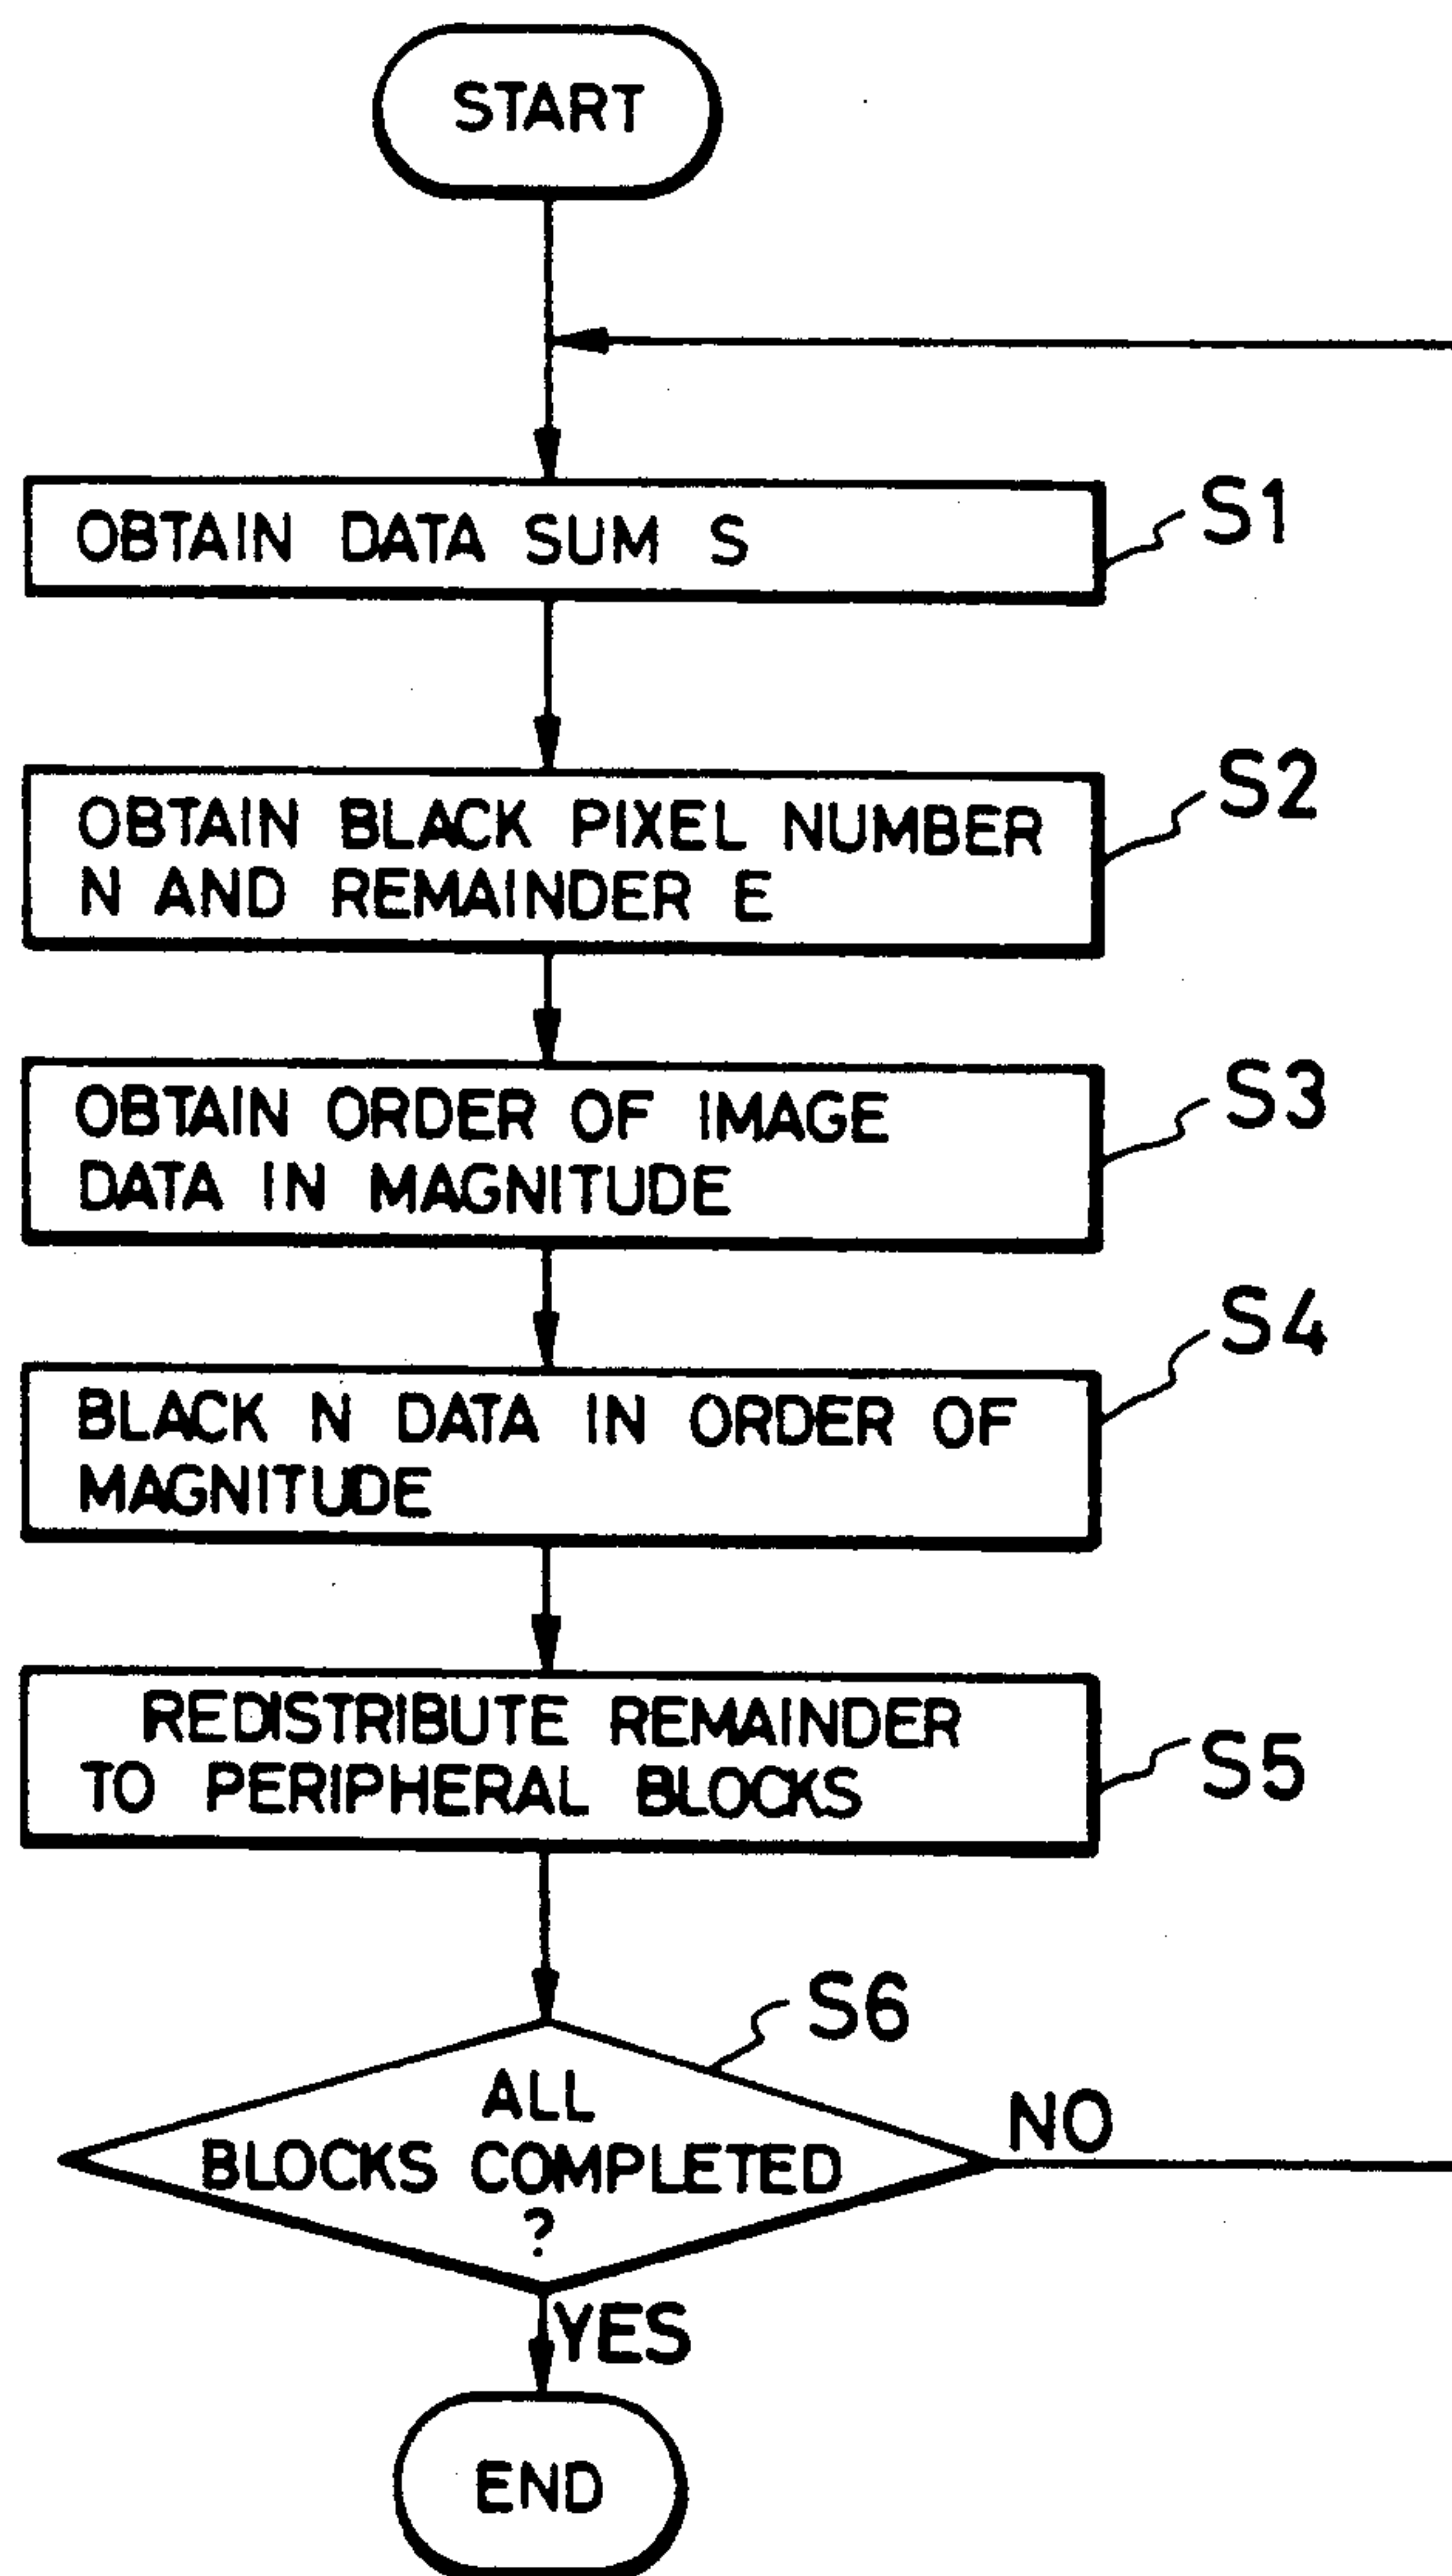 START
OBTAIN DATA SUM S
S1
OBTAIN BLACK PIXEL NUMBER
N AND REMAINDER E
S2
OBTAIN ORDER OF IMAGE
DATA IN MAGNITUDE
S3
BLACK N DATA IN ORDER OF
MAGNITUDE
S4
REDISTRIBUTE REMAINDER
TO PERIPHERAL BLOCKS
S5
S6
ALL
BLOCKS COMPLETED
?
NO
YES
END